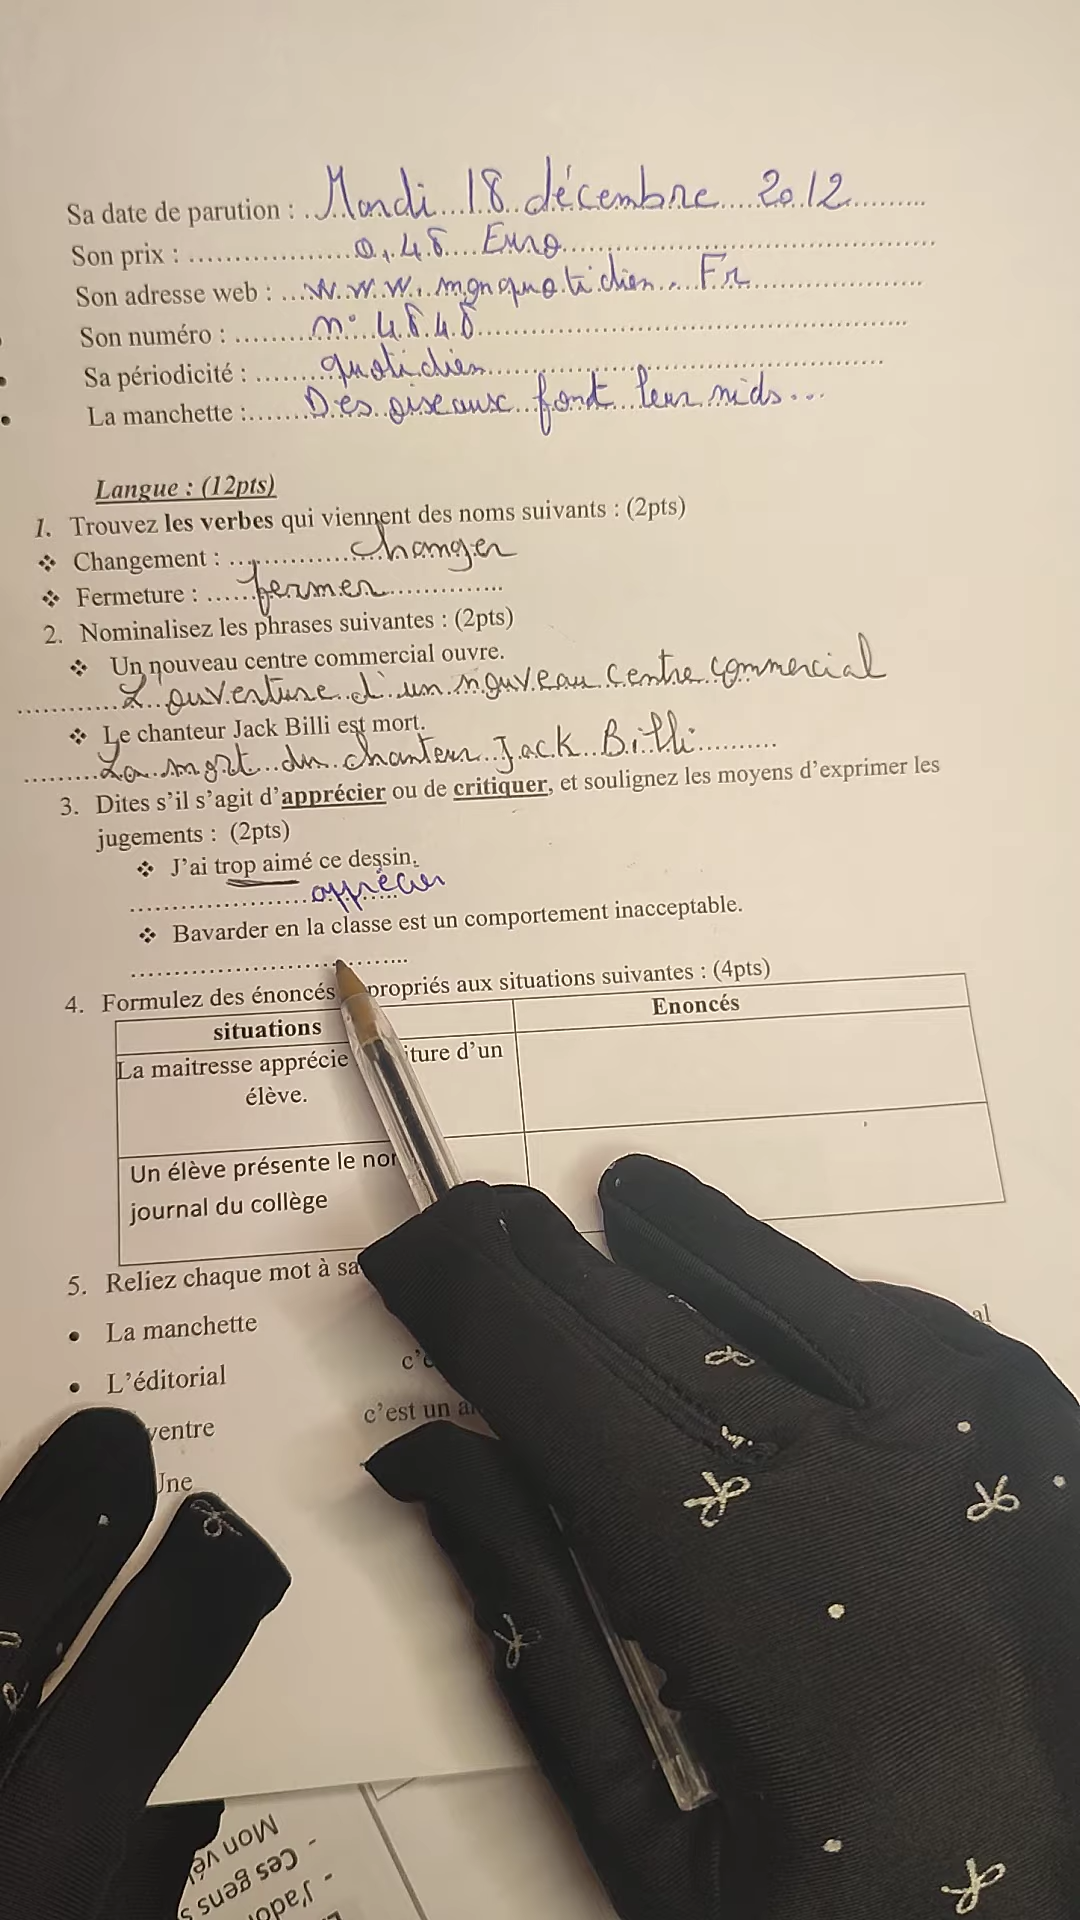 Sa date de parution : Mardi 18 décembre 2012
Son prix : 0,48 Euro
Son adresse web : www.monquotidien.Fr
Son numéro : n° 4848
Sa périodicité : quotidien
La manchette : Des oiseaux font leur nids...
Langue : (12pts)
1. Trouvez les verbes qui viennent des noms suivants : (2pts)
❖ Changement : changer
❖ Fermeture : fermer
2. Nominalisez les phrases suivantes : (2pts)
❖ Un nouveau centre commercial ouvre.
L'ouverture d'un nouveau centre commercial
❖ Le chanteur Jack Billi est mort.
La mort du chanteur Jack Billi
3. Dites s'il s'agit d'apprécier ou de critiquer, et soulignez les moyens d'exprimer les
jugements : (2pts)
❖ J'ai trop aimé ce dessin.
apprécier
❖ Bavarder en la classe est un comportement inacceptable.
4. Formulez des énoncés propriés aux situations suivantes : (4pts)
situations Enoncés
La maitresse apprécie iture d'un
élève.
Un élève présente le
journal du collège
5. Reliez chaque mot à sa
• La manchette al
• L'éditorial c'e
ventre c'est un
Une
Mon
- Ces gens
- J'ador